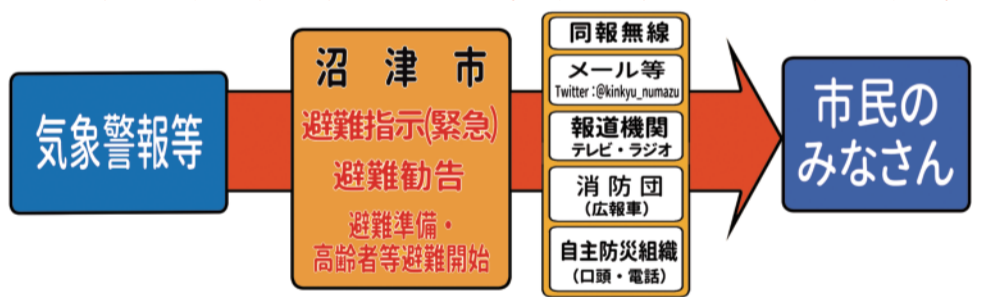 気象警報等
沼津市
避難指示(緊急)
避難勧告
避難準備・
高齢者等避難開始
同報無線
メール等
Twitter:@kinkyu_numazu
報道機関
テレビ・ラジオ
消防団
(広報車)
自主防災組織
(口頭・電話)
市民の
みなさん